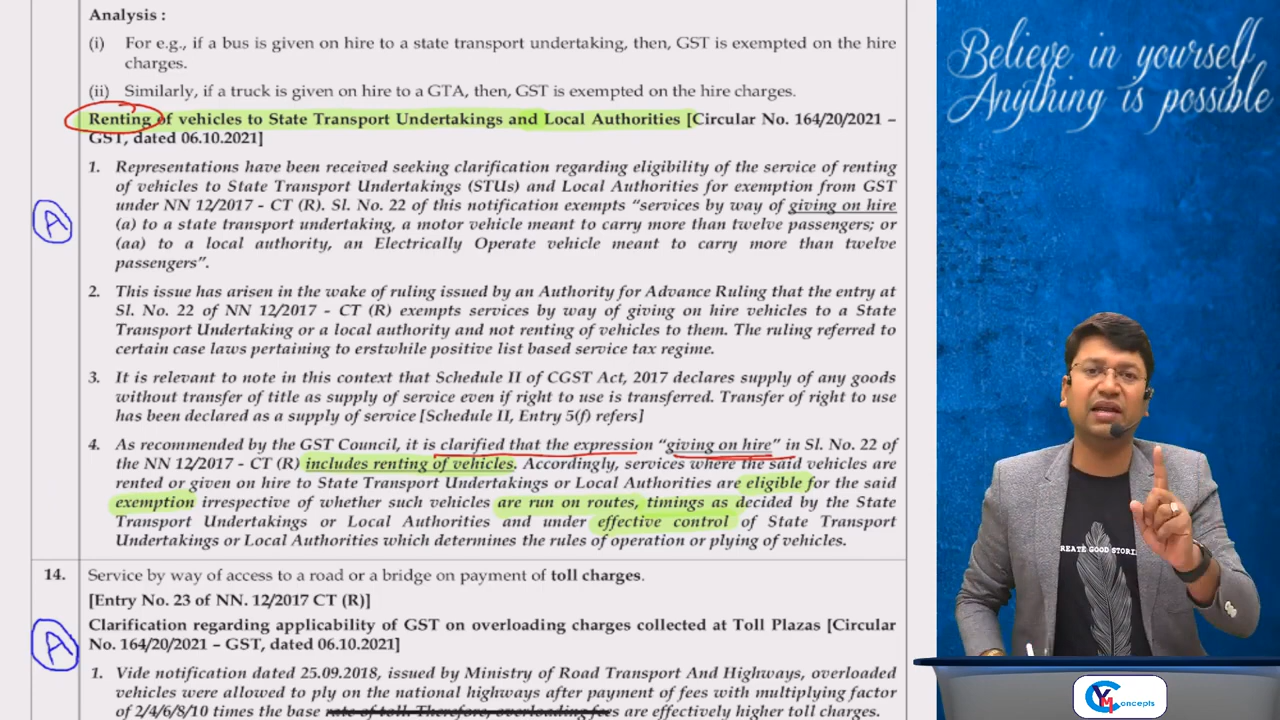 Analysis :
(i) For e.g., if a bus is given on hire to a state transport undertaking, then, GST is exempted on the hire
charges.
(ii) Similarly, if a truck is given on hire to a GTA, then, GST is exempted on the hire charges.
Renting of vehicles to State Transport Undertakings and Local Authorities [Circular No. 164/20/2021 –
GST, dated 06.10.2021]
1. Representations have been received seeking clarification regarding eligibility of the service of renting
of vehicles to State Transport Undertakings (STUs) and Local Authorities for exemption from GST
under NN 12/2017 - CT (R). Sl. No. 22 of this notification exempts “services by way of giving on hire
(a) to a state transport undertaking, a motor vehicle meant to carry more than twelve passengers; or
(aa) to a local authority, an Electrically Operate vehicle meant to carry more than twelve
passengers”.
A
2. This issue has arisen in the wake of ruling issued by an Authority for Advance Ruling that the entry at
Sl. No. 22 of NN 12/2017 - CT (R) exempts services by way of giving on hire vehicles to a State
Transport Undertaking or a local authority and not renting of vehicles to them. The ruling referred to
certain case laws pertaining to erstwhile positive list based service tax regime.
3. It is relevant to note in this context that Schedule II of CGST Act, 2017 declares supply of any goods
without transfer of title as supply of service even if right to use is transferred. Transfer of right to use
has been declared as a supply of service [Schedule II, Entry 5(f) refers]
4. As recommended by the GST Council, it is clarified that the expression “giving on hire” in Sl. No. 22 of
the NN 12/2017 - CT (R) includes renting of vehicles. Accordingly, services where the said vehicles are
rented or given on hire to State Transport Undertakings or Local Authorities are eligible for the said
exemption irrespective of whether such vehicles are run on routes, timings as decided by the State
Transport Undertakings or Local Authorities and under effective control of State Transport
Undertakings or Local Authorities which determines the rules of operation or plying of vehicles.
14. Service by way of access to a road or a bridge on payment of toll charges.
[Entry No. 23 of NN. 12/2017 CT (R)]
Clarification regarding applicability of GST on overloading charges collected at Toll Plazas [Circular
No. 164/20/2021 – GST, dated 06.10.2021]
A
1. Vide notification dated 25.09.2018, issued by Ministry of Road Transport And Highways, overloaded
vehicles were allowed to ply on the national highways after payment of fees with multiplying factor
of 2/4/6/8/10 times the base rate of toll. Therefore, overloading fees are effectively higher toll charges.
Believe in yourself
Anything is possible
REATE GOOD STORI
YM
Concepts